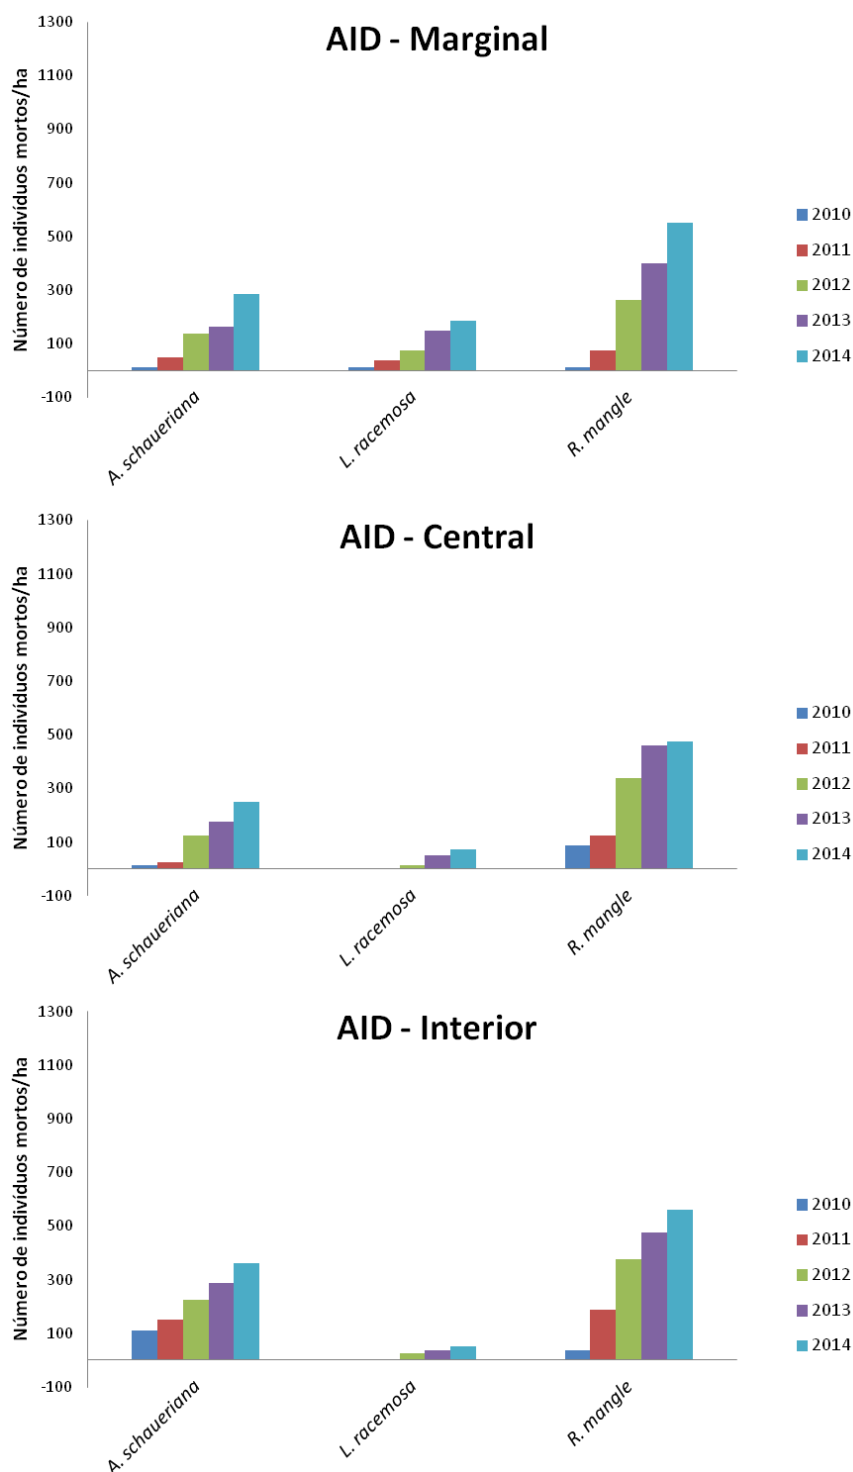 AID - Marginal
Número de indivíduos mortos/ha
1300
1100
900
700
500
300
100
-100
A. schaueriana
L. racemosa
R. mangle
2010
2011
2012
2013
2014
AID - Central
Número de indivíduos mortos/ha
1300
1100
900
700
500
300
100
-100
A. schaueriana
L. racemosa
R. mangle
2010
2011
2012
2013
2014
AID - Interior
Número de indivíduos mortos/ha
1300
1100
900
700
500
300
100
-100
A. schaueriana
L. racemosa
R. mangle
2010
2011
2012
2013
2014